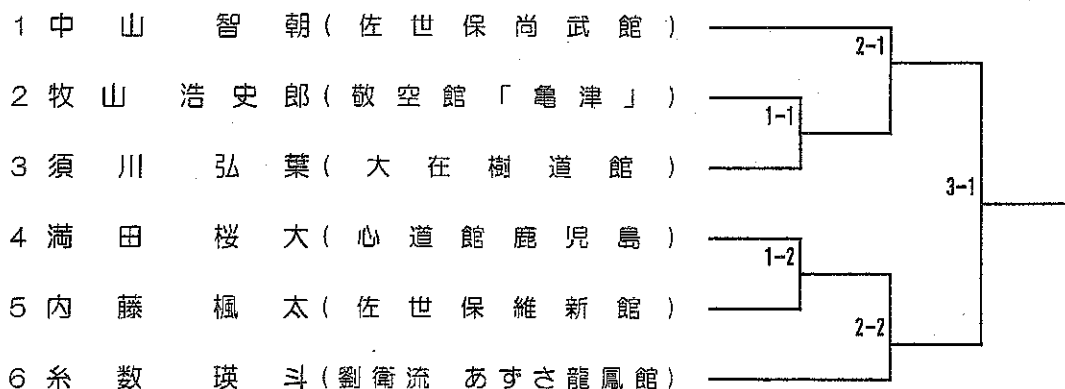 1 中山 智朝 (佐世保尚武館)
2-1
2 牧山 浩史郎 (敬空館「亀津」)
1-1
3 須川 弘葉 (大在樹道館)
3-1
4 満田 桜大 (心道館鹿児島)
1-2
5 内藤 楓太 (佐世保維新館)
2-2
6 糸数 瑛斗 (劉衛流 あずさ龍鳳館)